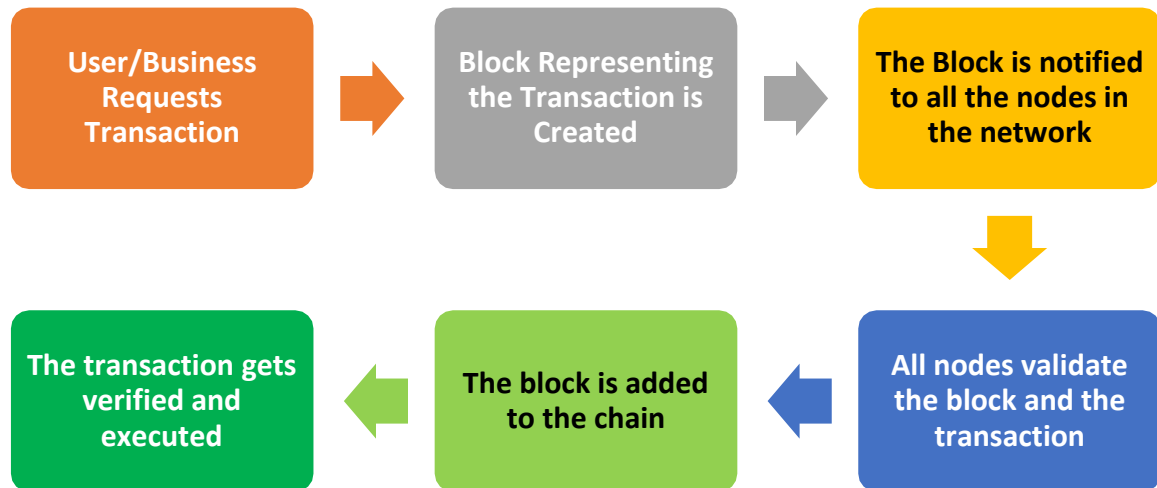 User/Business
Requests
Transaction
Block Representing
the Transaction is
Created
The Block is notified
to all the nodes in
the network
All nodes validate
the block and the
transaction
The block is added
to the chain
The transaction gets
verified and
executed